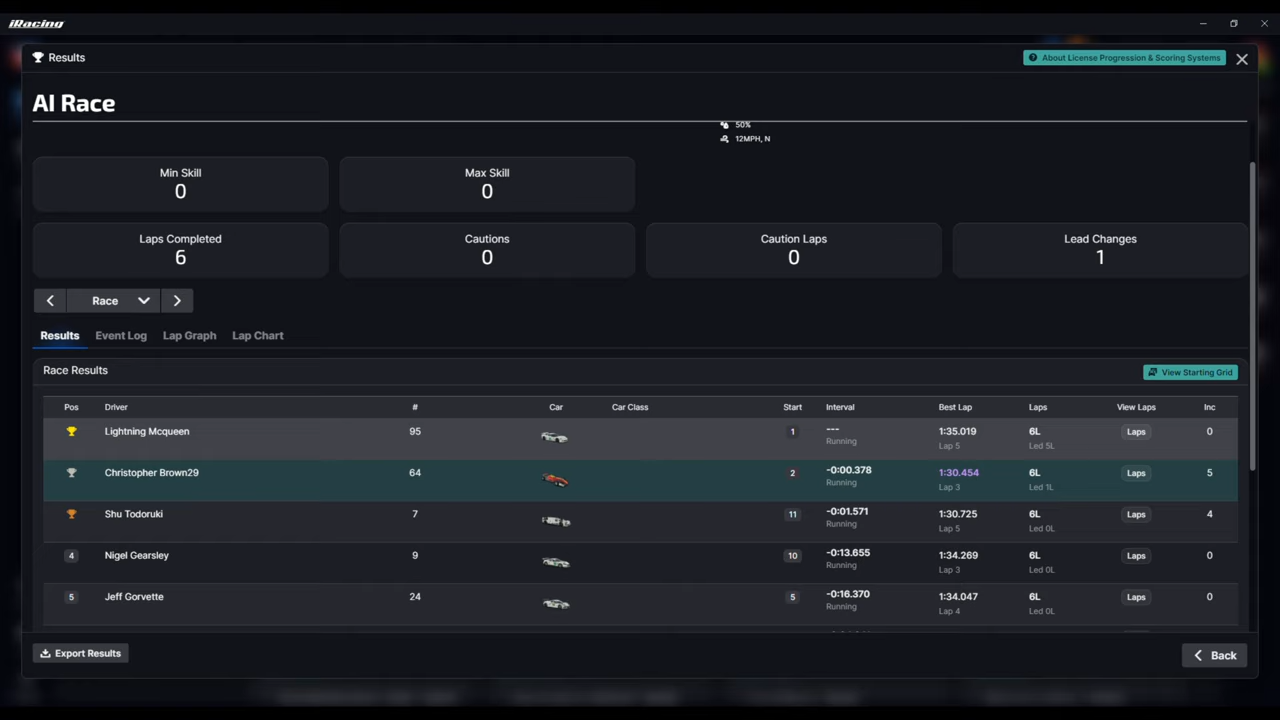 iRacing
Results
About License Progression & Scoring Systems
AI Race
50%
12MPH, N
Min Skill
0
Max Skill
0
Laps Completed
6
Cautions
0
Caution Laps
0
Lead Changes
1
Race
Results Event Log Lap Graph Lap Chart
Race Results
View Starting Grid
Pos Driver # Car Car Class Start Interval Best Lap Laps View Laps Inc
Lightning Mcqueen 95 1 --- 1:35.019 6L Laps 0
Running Lap 5 Led 5L
Christopher Brown29 64 2 -0:00.378 1:30.454 6L Laps 5
Running Lap 3 Led 1L
Shu Todoruki 7 11 -0:01.571 1:30.725 6L Laps 4
Running Lap 5 Led 0L
4 Nigel Gearsley 9 10 -0:13.655 1:34.269 6L Laps 0
Running Lap 3 Led 0L
5 Jeff Gorvette 24 5 -0:16.370 1:34.047 6L Laps 0
Running Lap 4 Led 0L
Export Results
Back